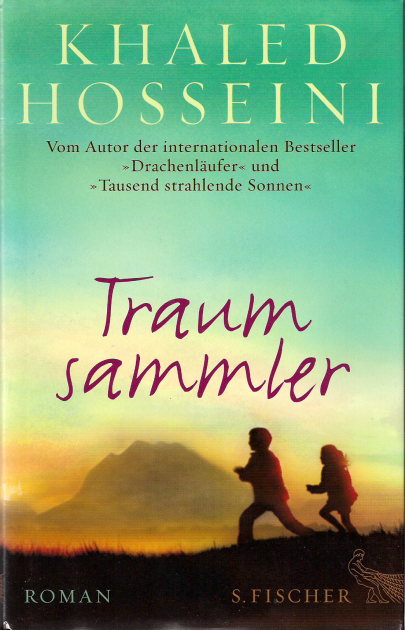 KHALED
HOSSEINI
Vom Autor der internationalen Bestseller
»Drachenläufer« und
»Tausend strahlende Sonnen«
Traum
sammler
ROMAN
S. FISCHER